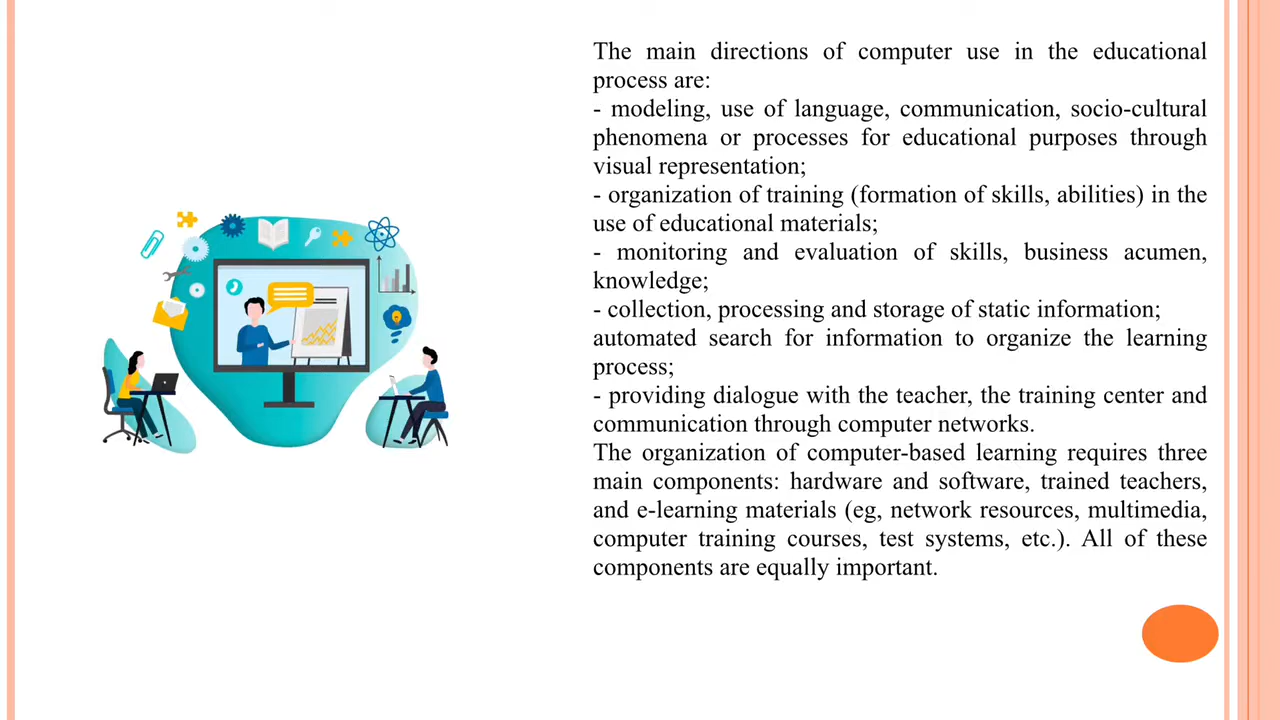 The main directions of computer use in the educational
process are:
- modeling, use of language, communication, socio-cultural
phenomena or processes for educational purposes through
visual representation;
- organization of training (formation of skills, abilities) in the
use of educational materials;
- monitoring and evaluation of skills, business acumen,
knowledge;
- collection, processing and storage of static information;
automated search for information to organize the learning
process;
- providing dialogue with the teacher, the training center and
communication through computer networks.
The organization of computer-based learning requires three
main components: hardware and software, trained teachers,
and e-learning materials (eg, network resources, multimedia,
computer training courses, test systems, etc.). All of these
components are equally important.